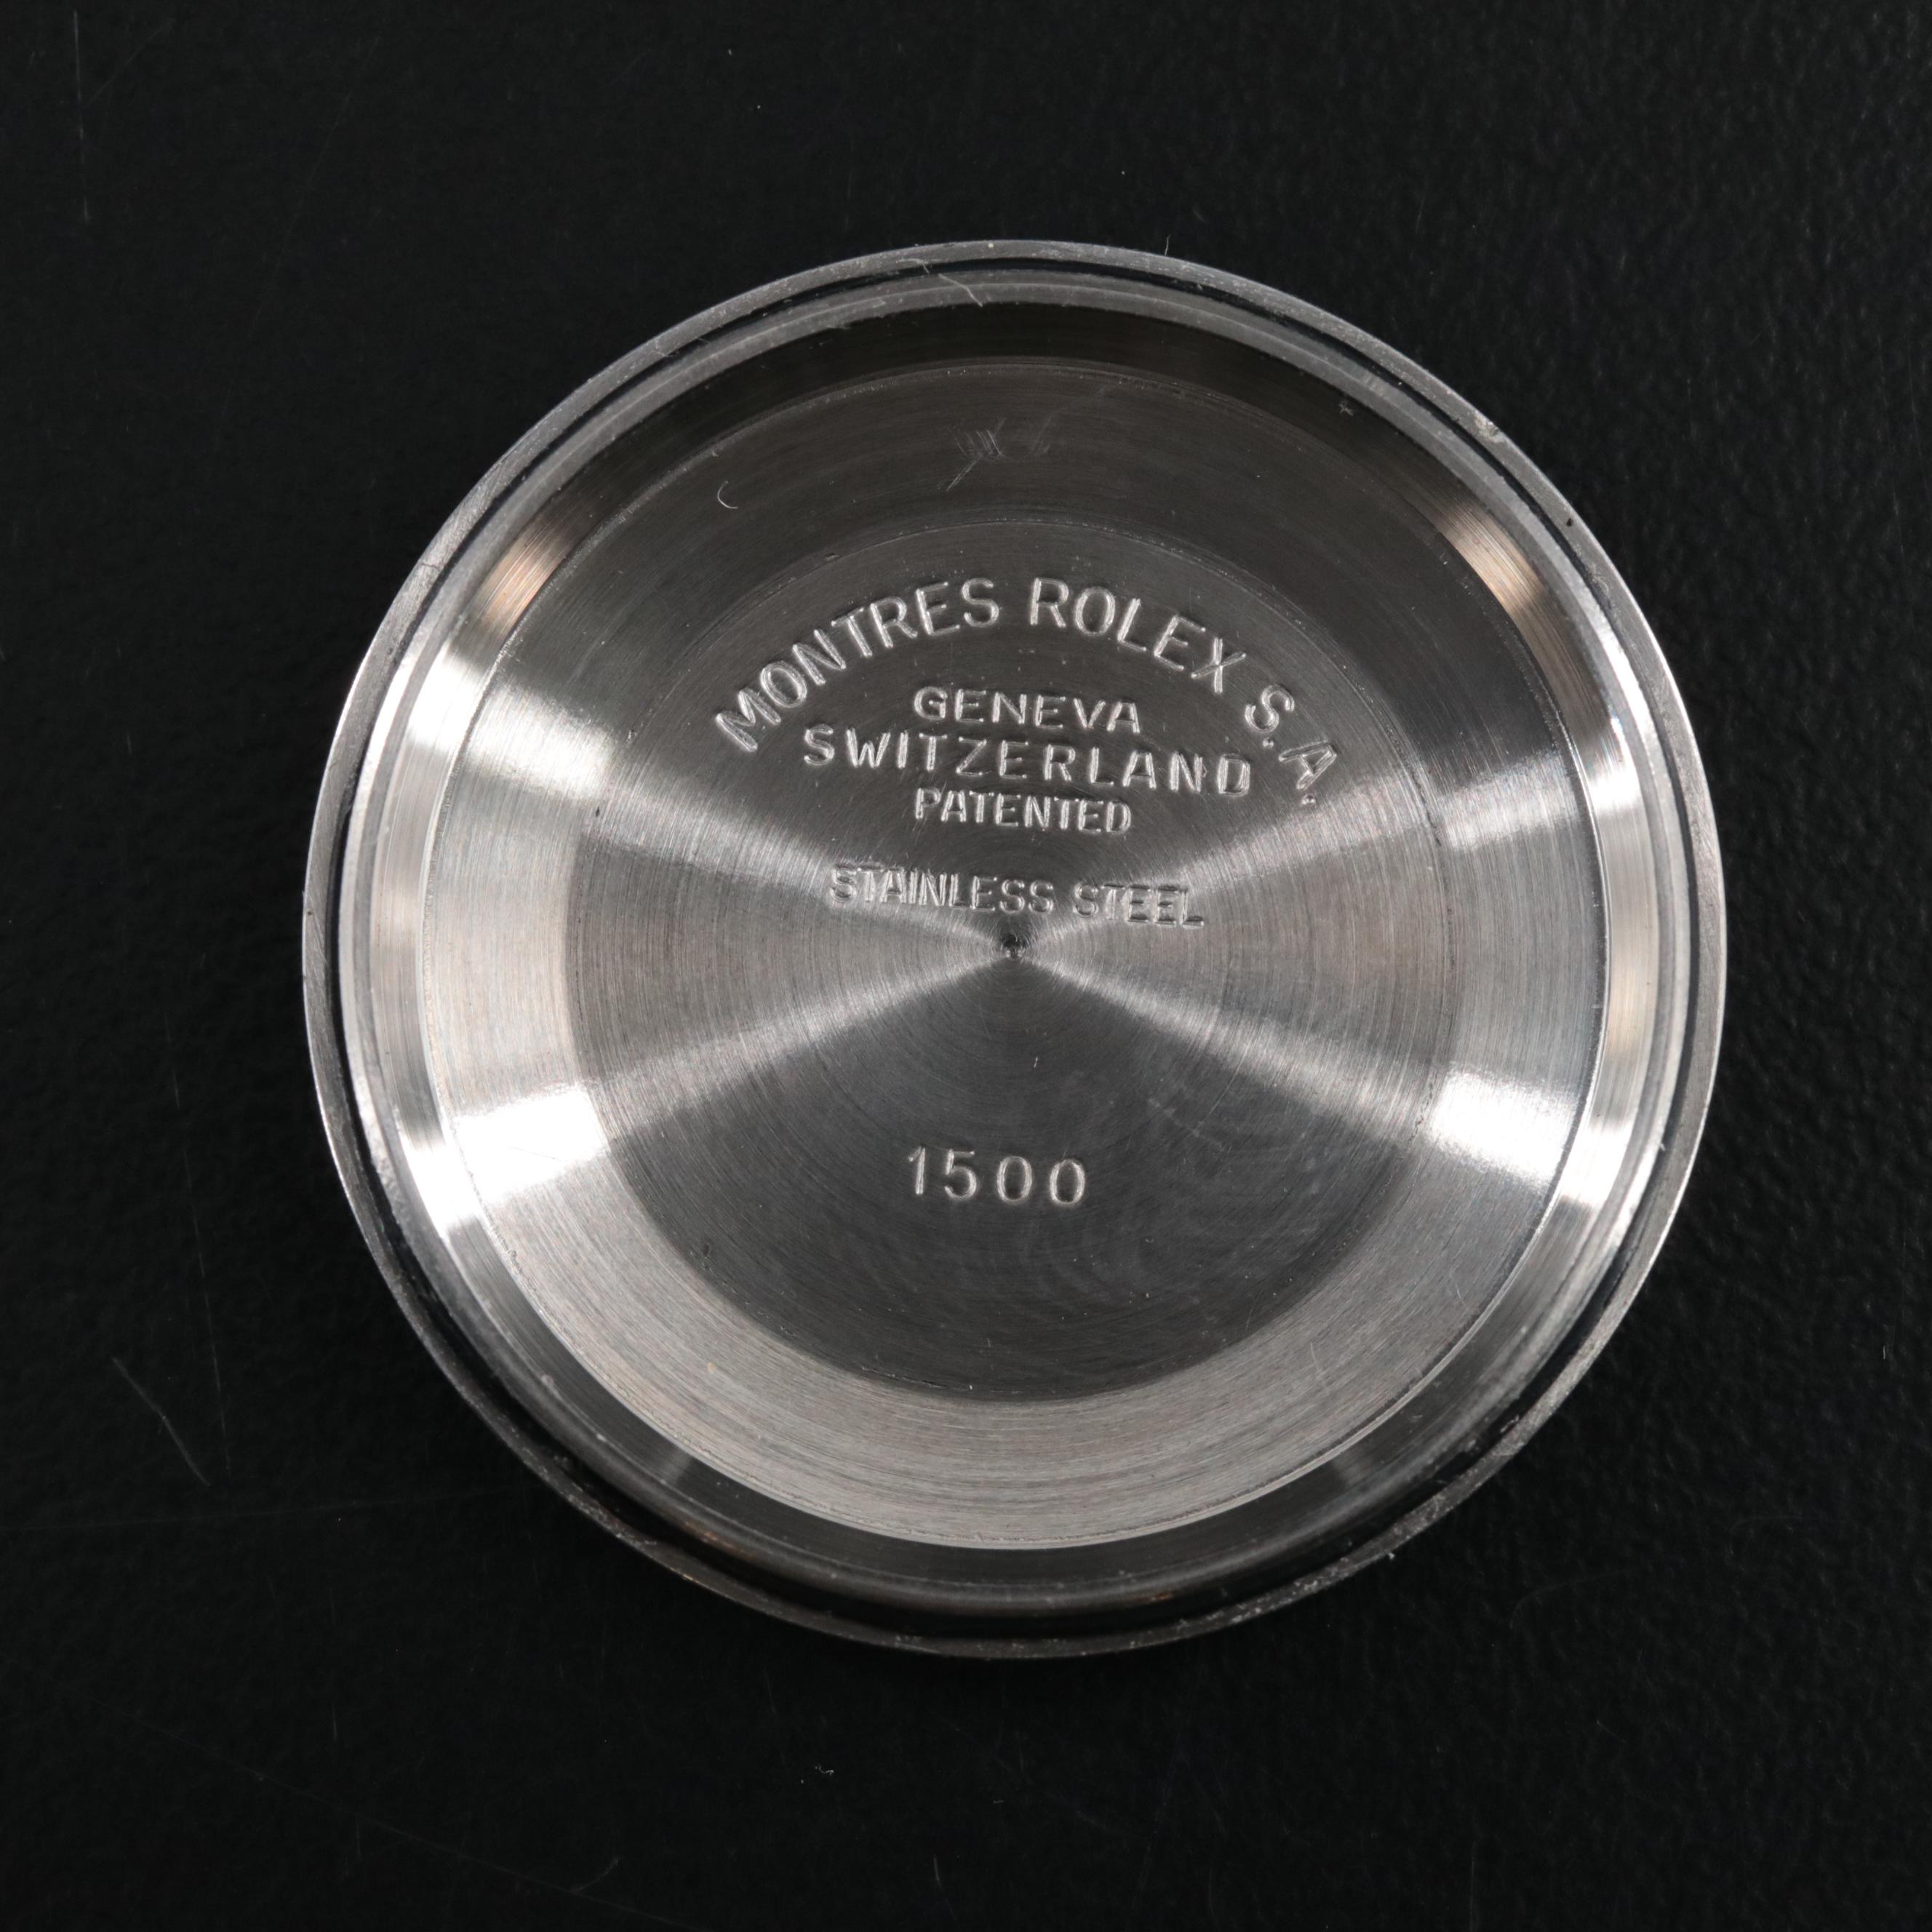 MONTRES ROLEX S.A.
GENEVA
SWITZERLAND
PATENTED
STAINLESS STEEL
1500